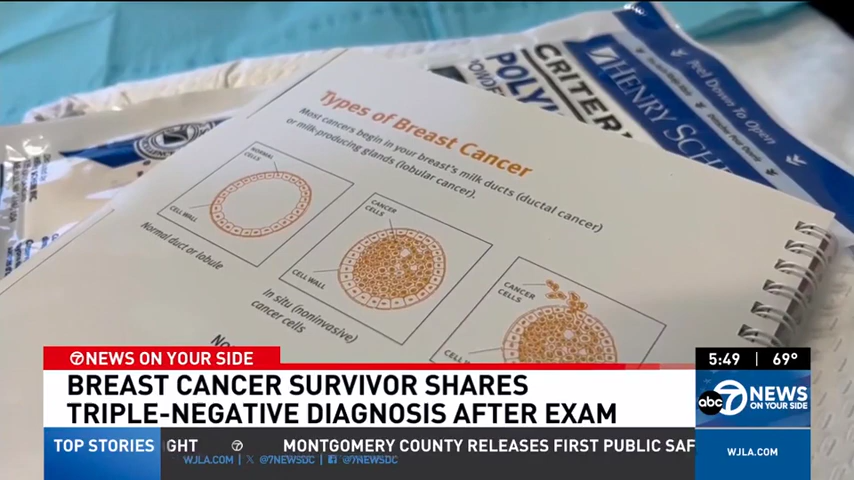 Peel Down To Open
HENRY SCH
CRITER
POLY
POWD
Types of Breast Cancer
Most cancers begin in your breast's milk ducts (ductal cancer)
or milk-producing glands (lobular cancer).
NORMAL
CELLS
CELL WALL
Normal duct or lobule
CANCER
CELLS
CELL WALL
In situ (noninvasive)
cancer cells
CANCER
CELLS
7NEWS ON YOUR SIDE
BREAST CANCER SURVIVOR SHARES
TRIPLE-NEGATIVE DIAGNOSIS AFTER EXAM
5:49 | 69°
abc 7 NEWS
ON YOUR SIDE
WJLA.COM
TOP STORIES
IGHT 7 MONTGOMERY COUNTY RELEASES FIRST PUBLIC SAF
WJLA.COM | X @7NEWSDC | @7NEWSDC